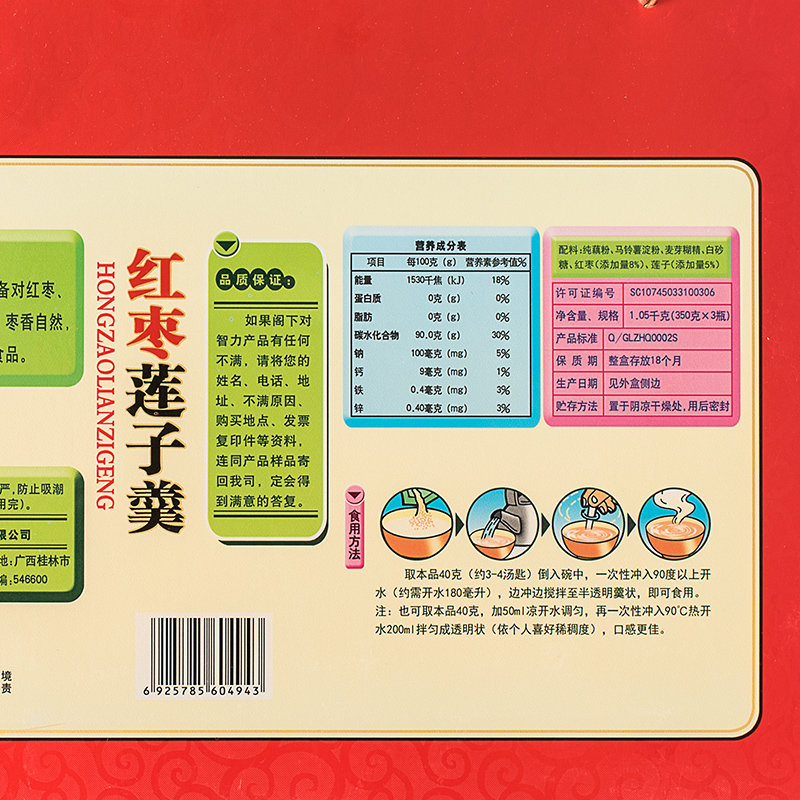 备对红枣、
枣香自然,
食品。
严,防止吸潮
用完)。
限公司
地:广西桂林市
编:546600
境
责
红枣莲子羹
HONGZAOLIANZIGENG
品质保证:
如果阁下对
智力产品有任何
不满,请将您的
姓名、电话、地
址、不满原因、
购买地点、发票
复印件等资料,
连同产品样品寄
回我司,定会得
到满意的答复。
营养成分表
项目 每100克(g) 营养素参考值%
能量 1530千焦(kJ) 18%
蛋白质 0克(g) 0%
脂肪 0克(g) 0%
碳水化合物 90.0克(g) 30%
钠 100毫克(mg) 5%
钙 9毫克(mg) 1%
铁 0.4毫克(mg) 3%
锌 0.40毫克(mg) 3%
配料:纯藕粉、马铃薯淀粉、麦芽糊精、白砂
糖、红枣(添加量8%)、莲子(添加量5%)
许可证编号 SC10745033100306
净含量、规格 1.05千克(350克×3瓶)
产品标准 Q/GLZHQ0002S
保质期 整盒存放18个月
生产日期 见外盒侧边
贮存方法 置于阴凉干燥处,用后密封
食用方法
取本品40克(约3-4汤匙)倒入碗中,一次性冲入90度以上开
水(约需开水180毫升),边冲边搅拌至半透明羹状,即可食用。
注:也可取本品40克,加50ml凉开水调匀,再一次性冲入90℃热开
水200ml拌匀成透明状(依个人喜好稀稠度),口感更佳。
6 925785 604943